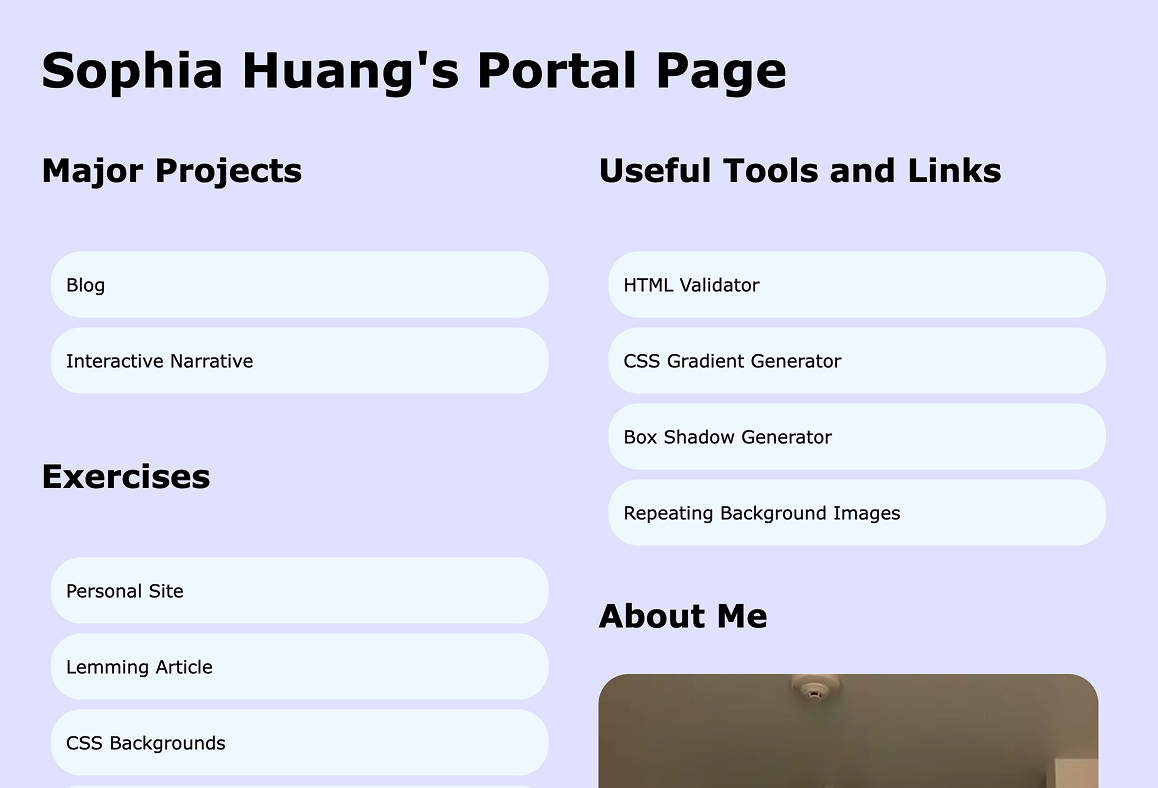 Sophia Huang's Portal Page
Major Projects
Blog
Interactive Narrative
Exercises
Personal Site
Lemming Article
CSS Backgrounds
Useful Tools and Links
HTML Validator
CSS Gradient Generator
Box Shadow Generator
Repeating Background Images
About Me